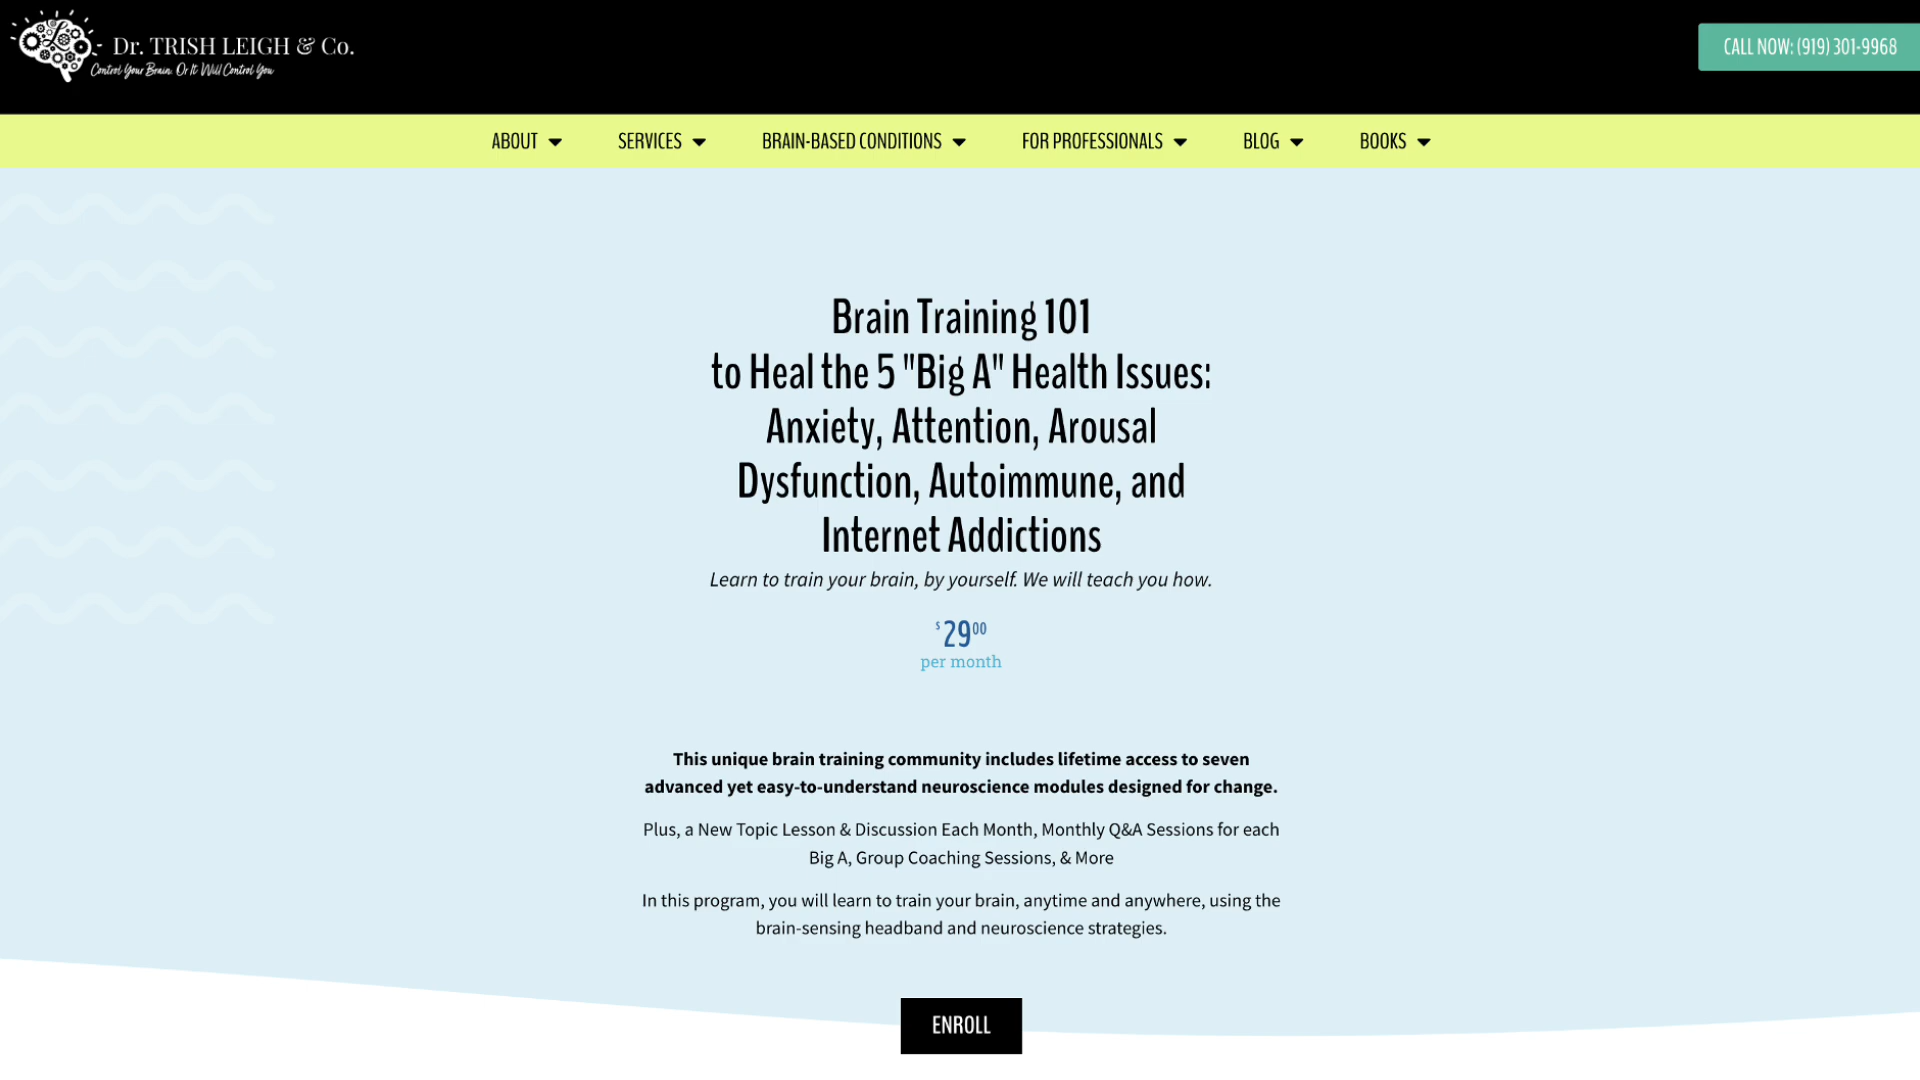 Dr. TRISH LEIGH & Co.
Control Your Brain. Or It Will Control You
CALL NOW: (919) 301-9968
ABOUT
SERVICES
BRAIN-BASED CONDITIONS
FOR PROFESSIONALS
BLOG
BOOKS
Brain Training 101
to Heal the 5 "Big A" Health Issues:
Anxiety, Attention, Arousal
Dysfunction, Autoimmune, and
Internet Addictions
Learn to train your brain, by yourself. We will teach you how.
$2900
per month
This unique brain training community includes lifetime access to seven
advanced yet easy-to-understand neuroscience modules designed for change.
Plus, a New Topic Lesson & Discussion Each Month, Monthly Q&A Sessions for each
Big A, Group Coaching Sessions, & More
In this program, you will learn to train your brain, anytime and anywhere, using the
brain-sensing headband and neuroscience strategies.
ENROLL